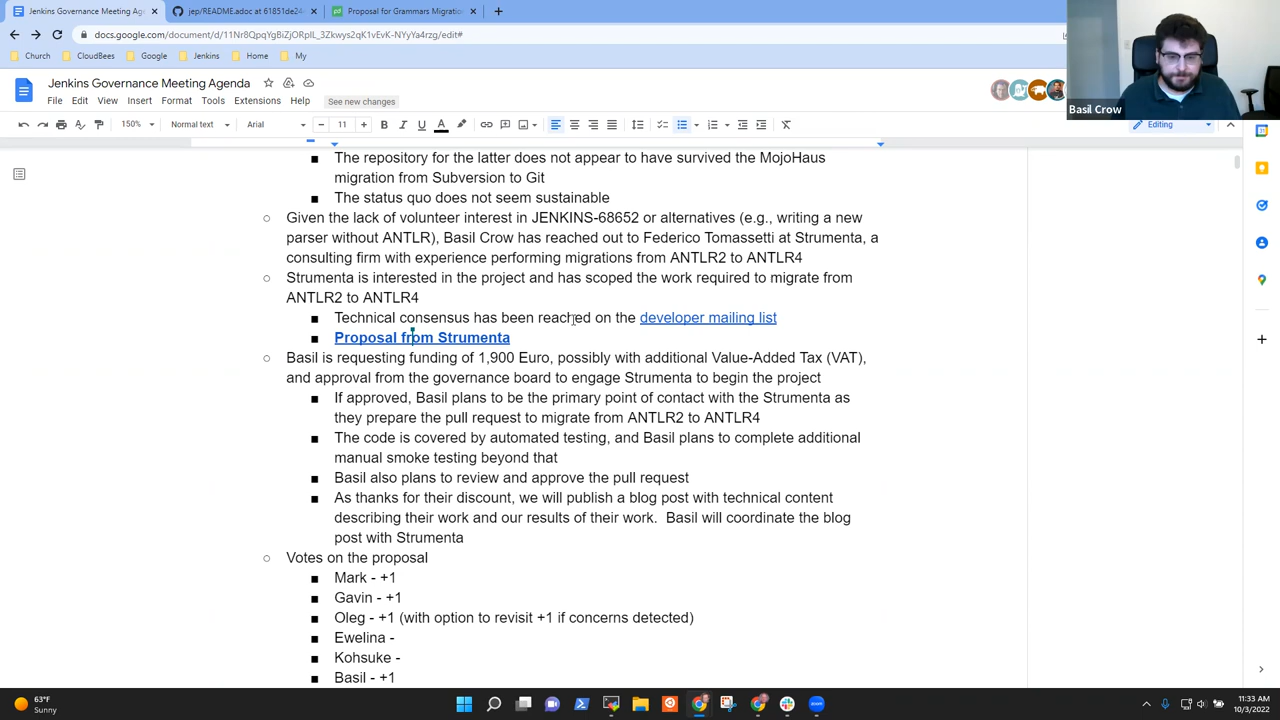 Jenkins Governance Meeting Age
jep/README.adoc at 61851de24
Proposal for Grammars Migration
docs.google.com/document/d/11Nr8QpqYgBiZjORpIL_3Zkwys2qK1vEvK-NYyYa4rzg/edit#
Church
CloudBees
Google
Jenkins
Home
My
Jenkins Governance Meeting Agenda
File Edit View Insert Format Tools Extensions Help
See new changes
150%
Normal text
Arial
11
Editing
Basil Crow
The repository for the latter does not appear to have survived the MojoHaus
migration from Subversion to Git
The status quo does not seem sustainable
Given the lack of volunteer interest in JENKINS-68652 or alternatives (e.g., writing a new
parser without ANTLR), Basil Crow has reached out to Federico Tomassetti at Strumenta, a
consulting firm with experience performing migrations from ANTLR2 to ANTLR4
Strumenta is interested in the project and has scoped the work required to migrate from
ANTLR2 to ANTLR4
Technical consensus has been reached on the developer mailing list
Proposal from Strumenta
Basil is requesting funding of 1,900 Euro, possibly with additional Value-Added Tax (VAT),
and approval from the governance board to engage Strumenta to begin the project
If approved, Basil plans to be the primary point of contact with the Strumenta as
they prepare the pull request to migrate from ANTLR2 to ANTLR4
The code is covered by automated testing, and Basil plans to complete additional
manual smoke testing beyond that
Basil also plans to review and approve the pull request
As thanks for their discount, we will publish a blog post with technical content
describing their work and our results of their work.  Basil will coordinate the blog
post with Strumenta
Votes on the proposal
Mark - +1
Gavin - +1
Oleg - +1 (with option to revisit +1 if concerns detected)
Ewelina -
Kohsuke -
Basil - +1
63°F
Sunny
11:33 AM
10/3/2022